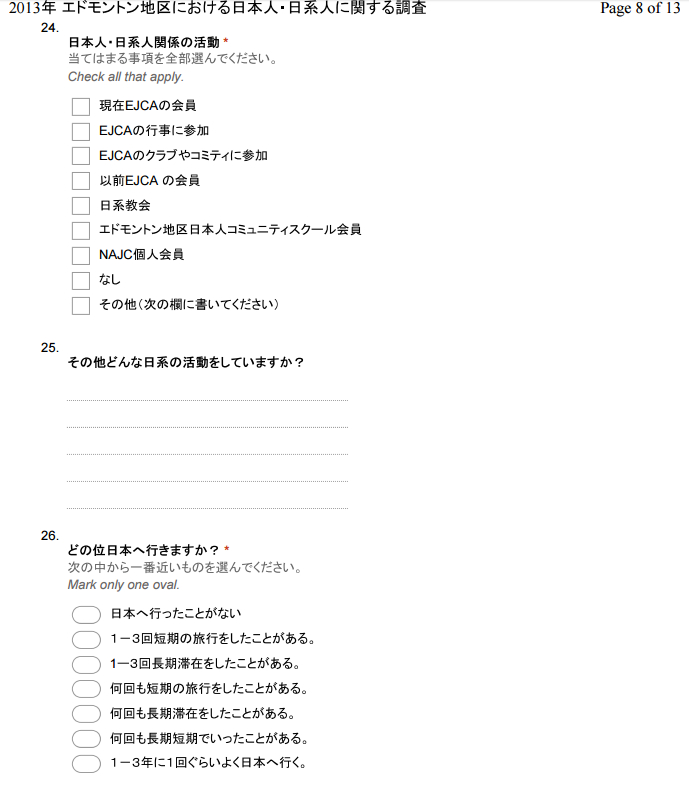 2013年 エドモントン地区における日本人・日系人に関する調査 Page 8 of 13
24.
日本人・日系人関係の活動 *
当てはまる事項を全部選んでください。
Check all that apply.
現在EJCAの会員
EJCAの行事に参加
EJCAのクラブやコミティに参加
以前EJCA の会員
日系教会
エドモントン地区日本人コミュニティスクール会員
NAJC個人会員
なし
その他（次の欄に書いてください）
25.
その他どんな日系の活動をしていますか？
26.
どの位日本へ行きますか？ *
次の中から一番近いものを選んでください。
Mark only one oval.
日本へ行ったことがない
１－３回短期の旅行をしたことがある。
1―３回長期滞在をしたことがある。
何回も短期の旅行をしたことがある。
何回も長期滞在をしたことがある。
何回も長期短期でいったことがある。
１－３年に１回ぐらいよく日本へ行く。